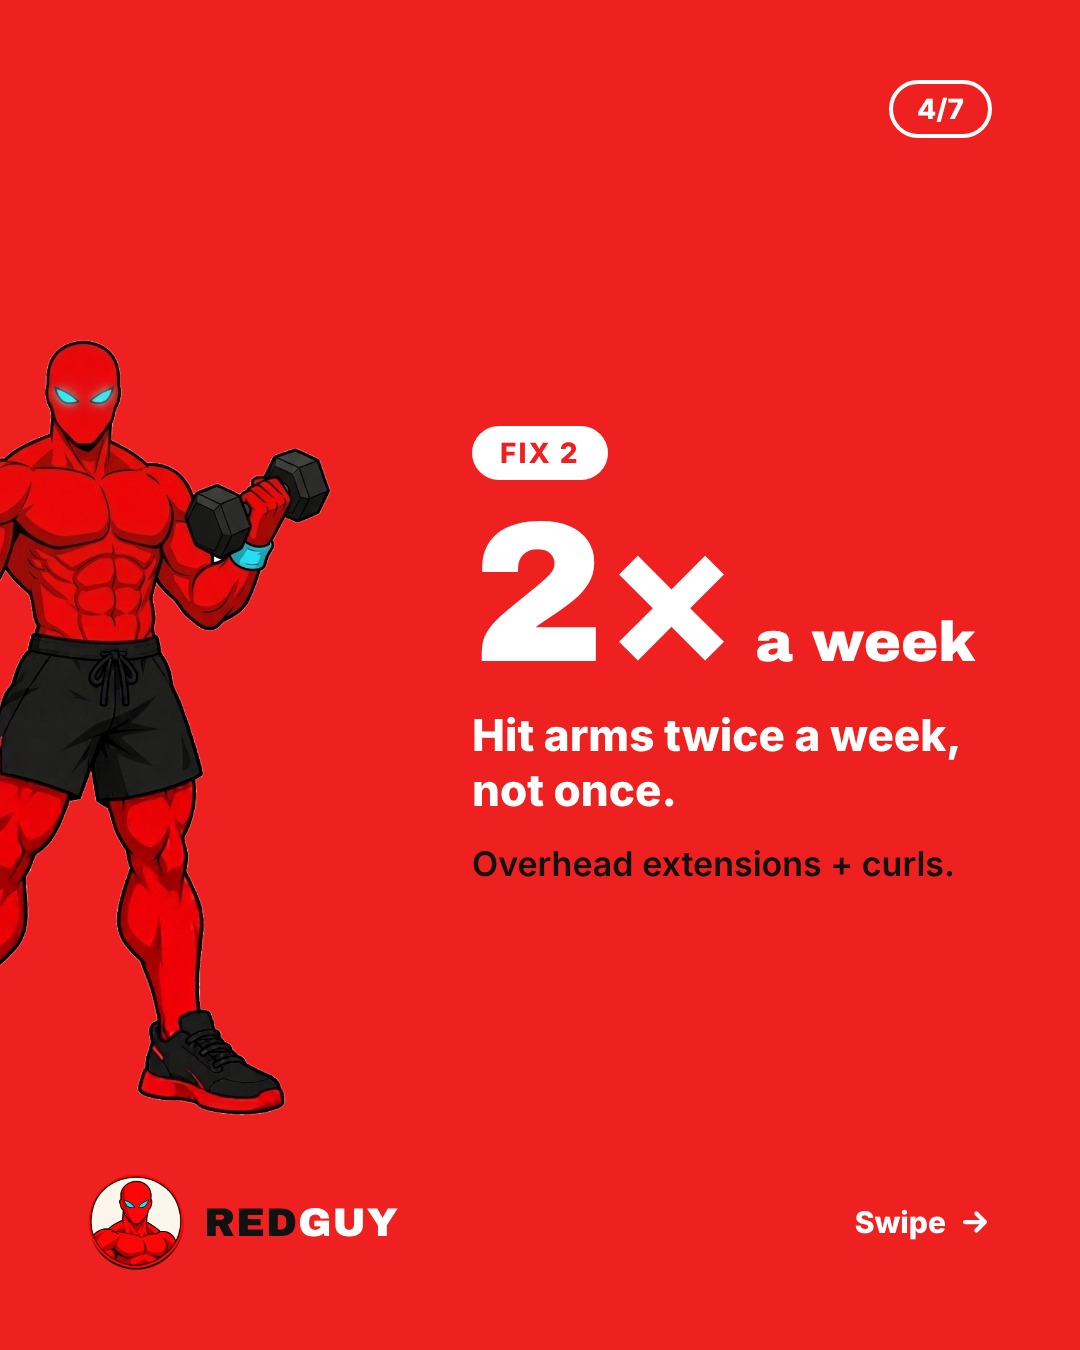 4/7
FIX 2
2× a week
Hit arms twice a week,
not once.
Overhead extensions + curls.
REDGUY
Swipe →